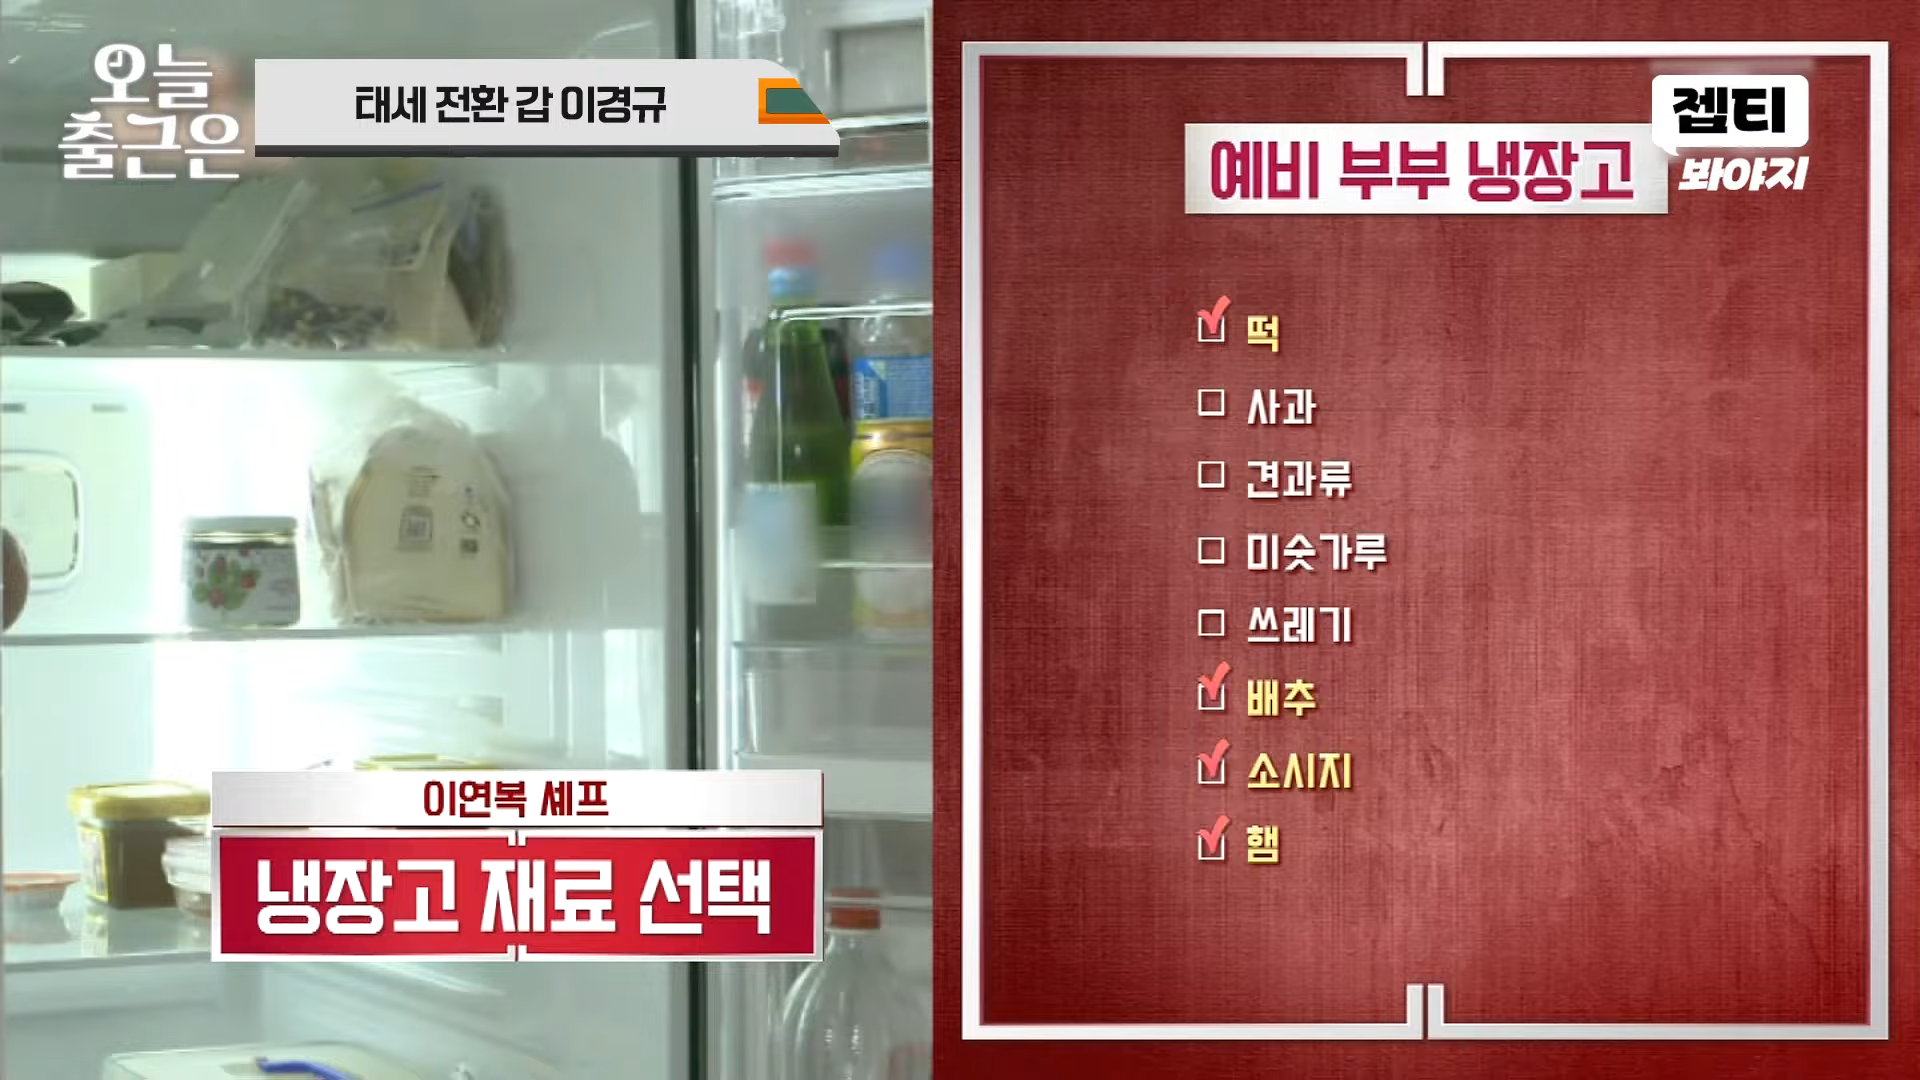 오늘
출근은
태세 전환 갑 이경규
젭티
봐야지
예비 부부 냉장고
떡
사과
견과류
미숫가루
쓰레기
배추
소시지
햄
이연복 셰프
냉장고 재료 선택